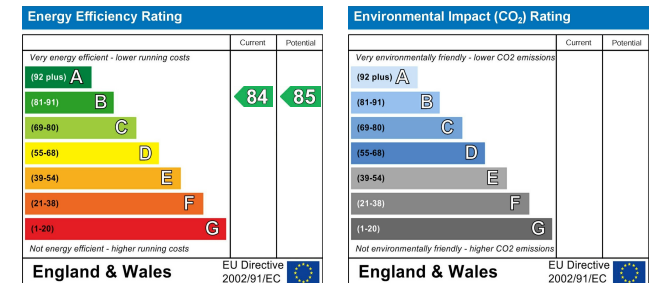 Energy Efficiency Rating
Current Potential
Very energy efficient - lower running costs
(92 plus) A
(81-91) B
84 85
(69-80) C
(55-68) D
(39-54) E
(21-38) F
(1-20) G
Not energy efficient - higher running costs
England & Wales
EU Directive
2002/91/EC
Environmental Impact (CO₂) Rating
Current Potential
Very environmentally friendly - lower CO2 emissions
(92 plus) A
(81-91) B
(69-80) C
(55-68) D
(39-54) E
(21-38) F
(1-20) G
Not environmentally friendly - higher CO2 emissions
England & Wales
EU Directive
2002/91/EC